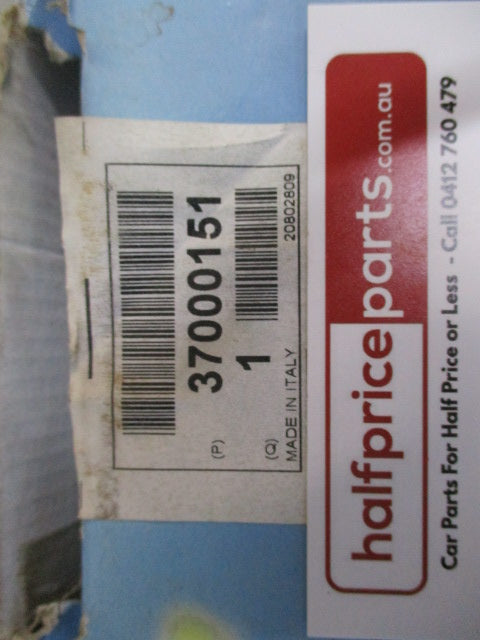 (P) 37000151
(Q) 1
MADE IN ITALY 20802809
halfpriceparts.com.au
Car Parts For Half Price or Less - Call 0412 760 479